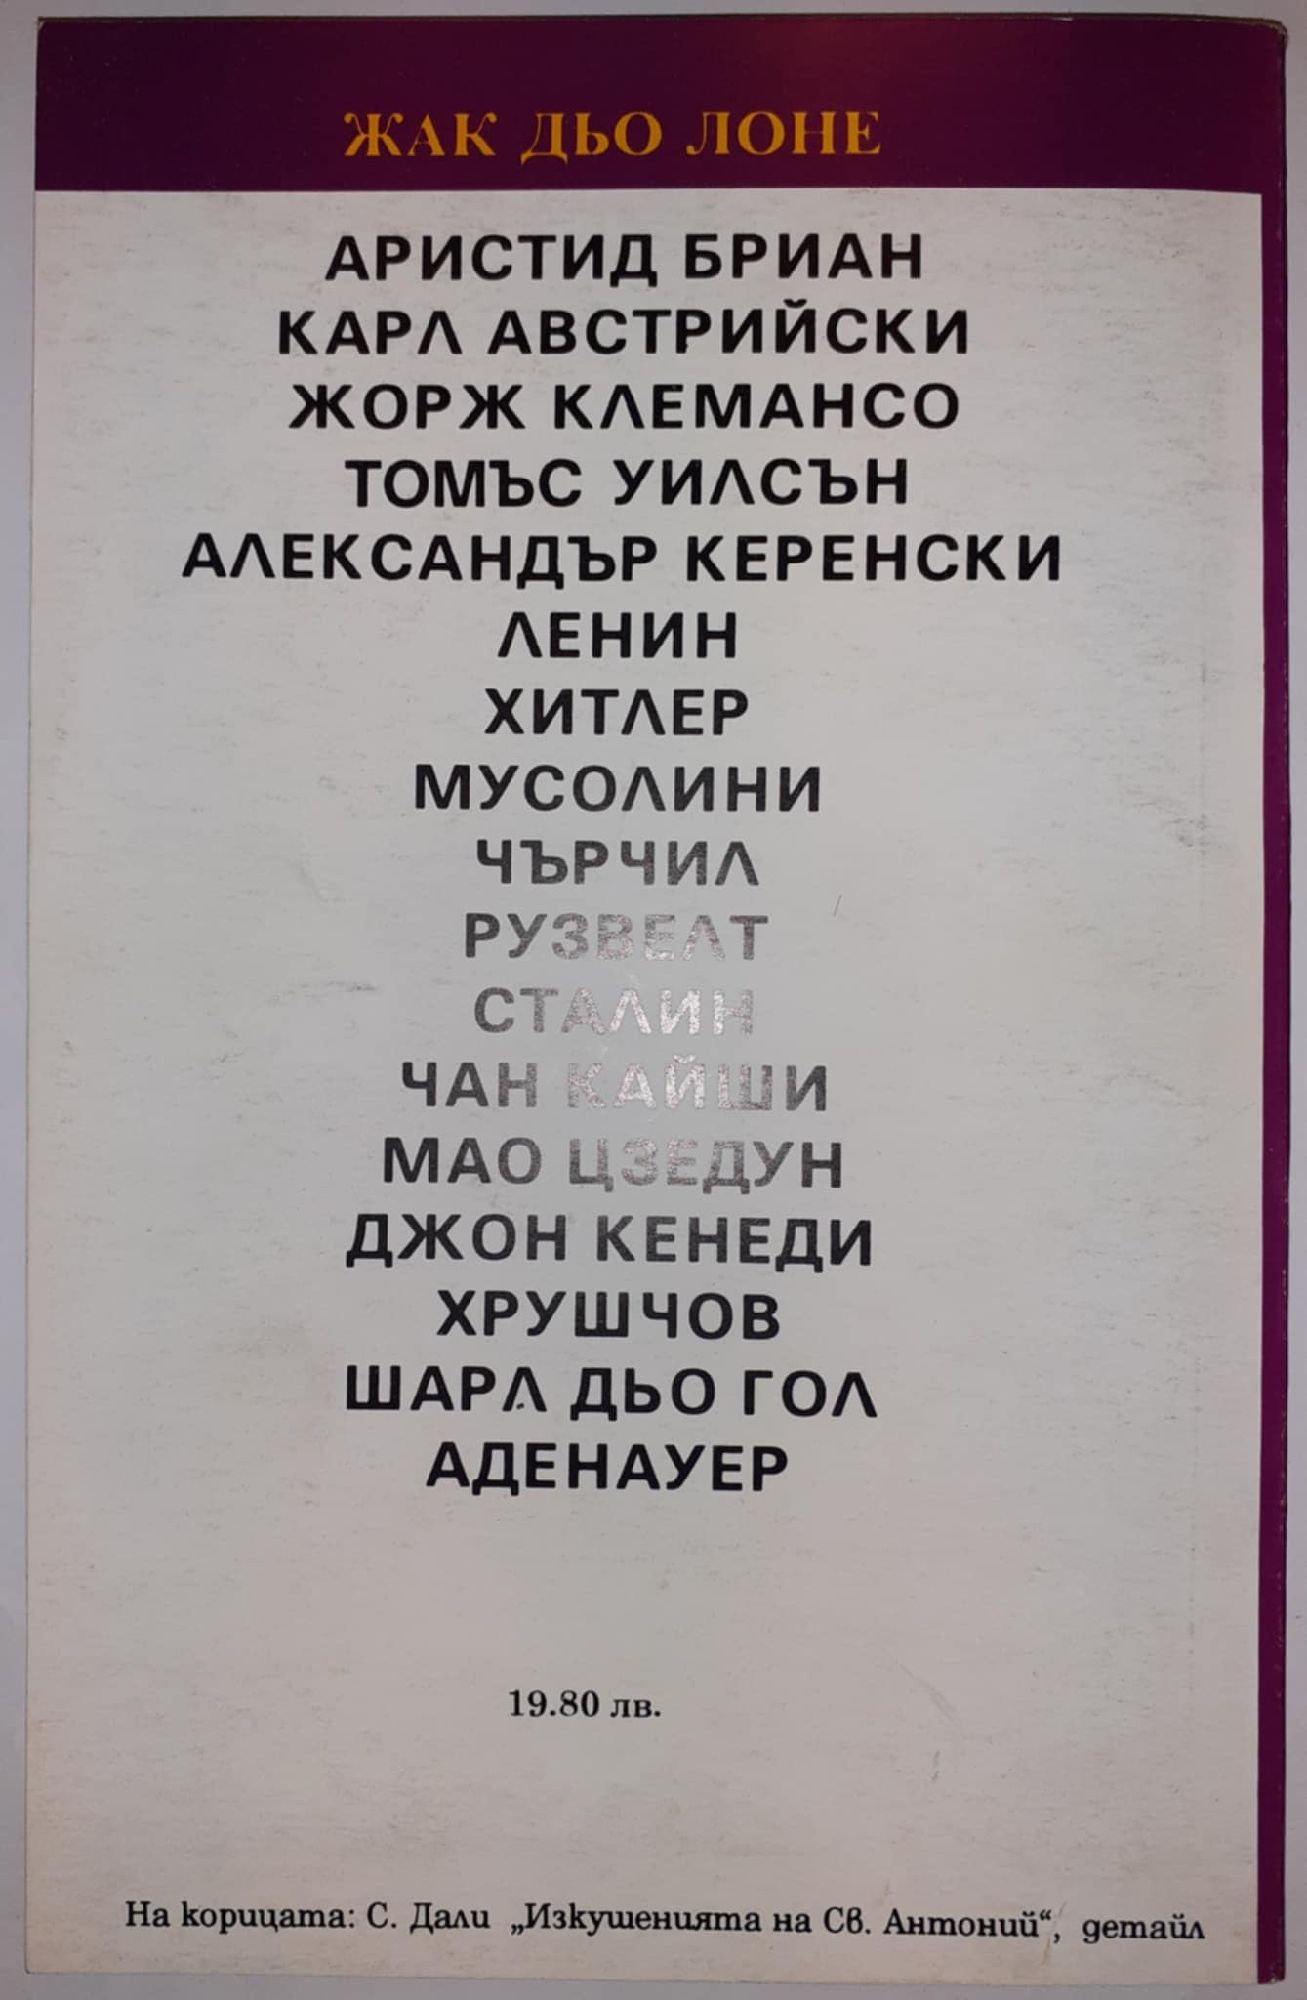 ЖАК ДЬО ЛОНЕ
АРИСТИД БРИАН
КАРЛ АВСТРИЙСКИ
ЖОРЖ КЛЕМАНСО
ТОМЪС УИЛСЪН
АЛЕКСАНДЪР КЕРЕНСКИ
ЛЕНИН
ХИТЛЕР
МУСОЛИНИ
ЧЪРЧИЛ
РУЗВЕЛТ
СТАЛИН
ЧАН КАЙШИ
МАО ЦЗЕДУН
ДЖОН КЕНЕДИ
ХРУШЧОВ
ШАРЛ ДЬО ГОЛ
АДЕНАУЕР
19.80 лв.
На корицата: С. Дали „Изкушенията на Св. Антоний“, детайл